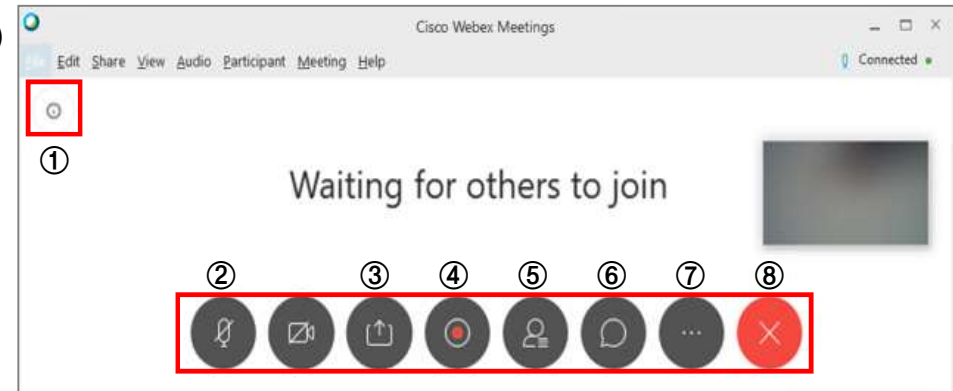 )
Cisco Webex Meetings
File Edit Share View Audio Participant Meeting Help
Connected
①
Waiting for others to join
② ③ ④ ⑤ ⑥ ⑦ ⑧